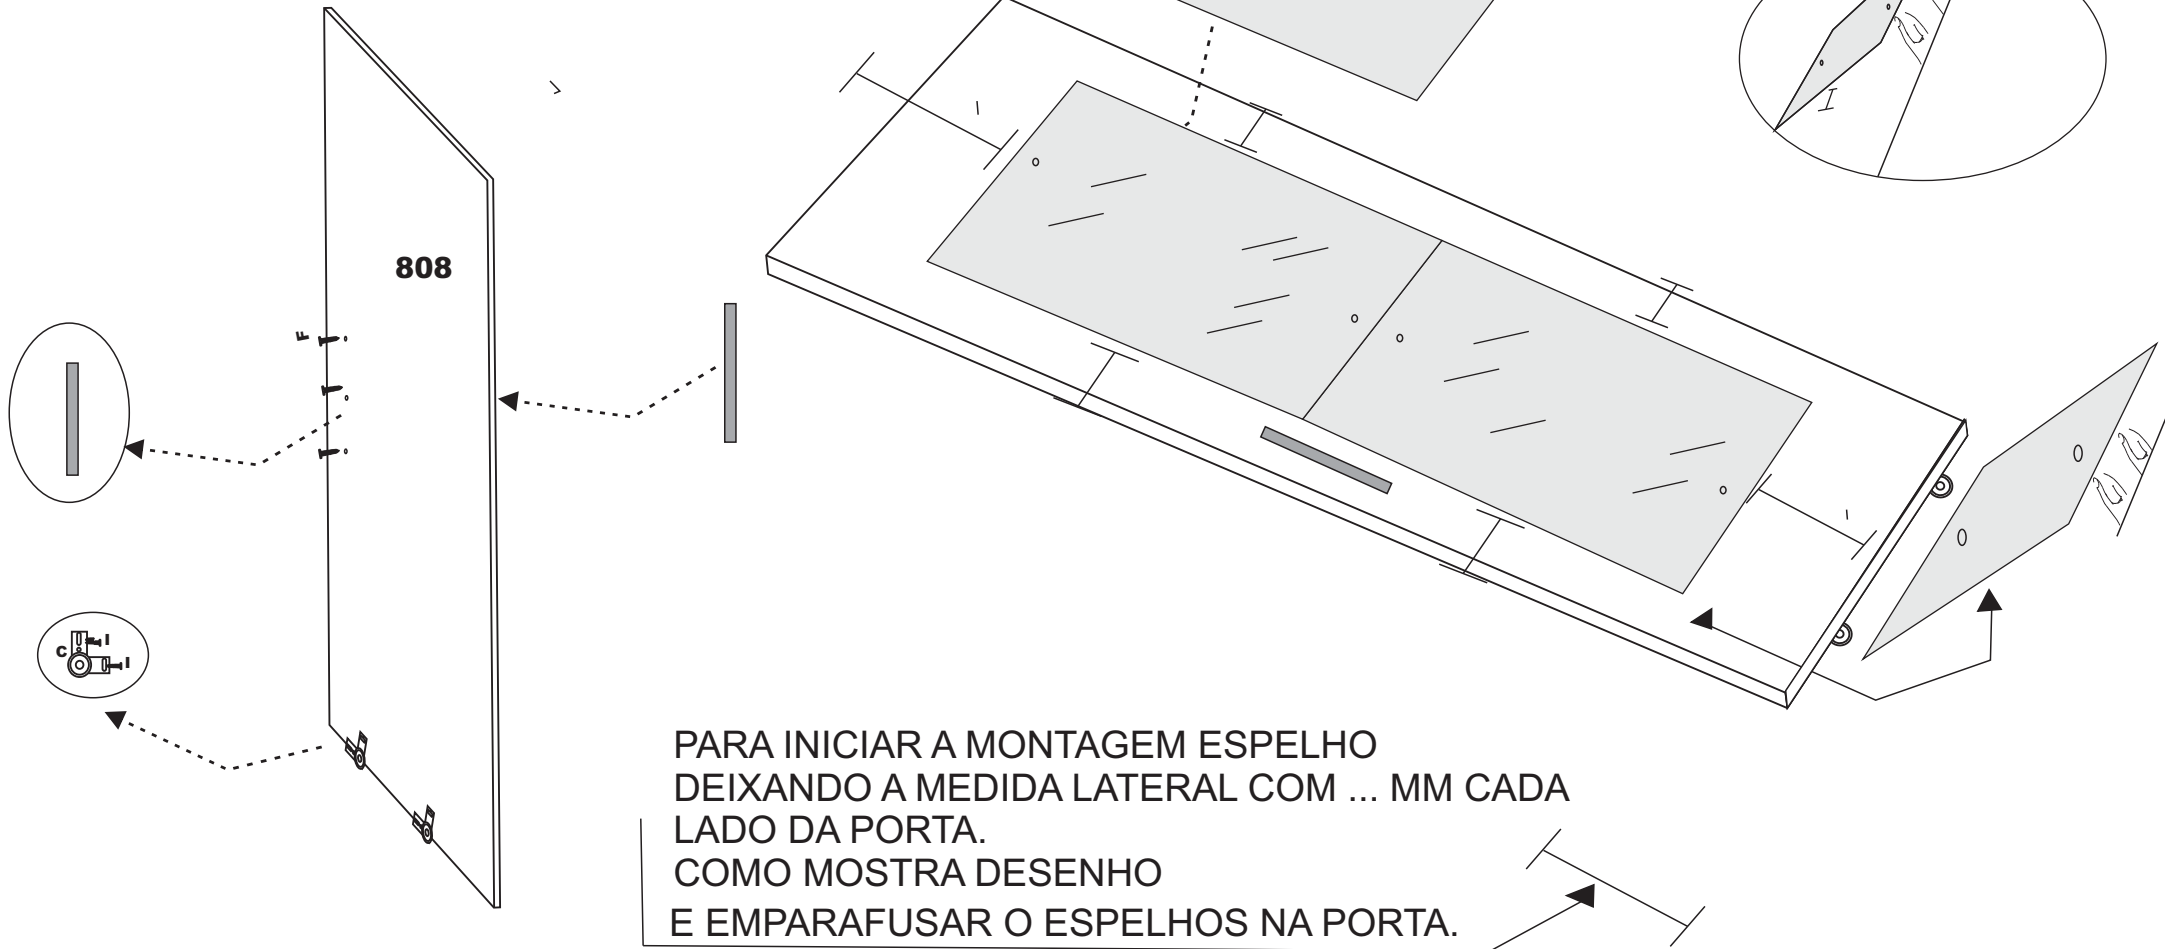 808
F
C
I
I
PARA INICIAR A MONTAGEM ESPELHO
DEIXANDO A MEDIDA LATERAL COM ... MM CADA
LADO DA PORTA.
COMO MOSTRA DESENHO
E EMPARAFUSAR O ESPELHOS NA PORTA.